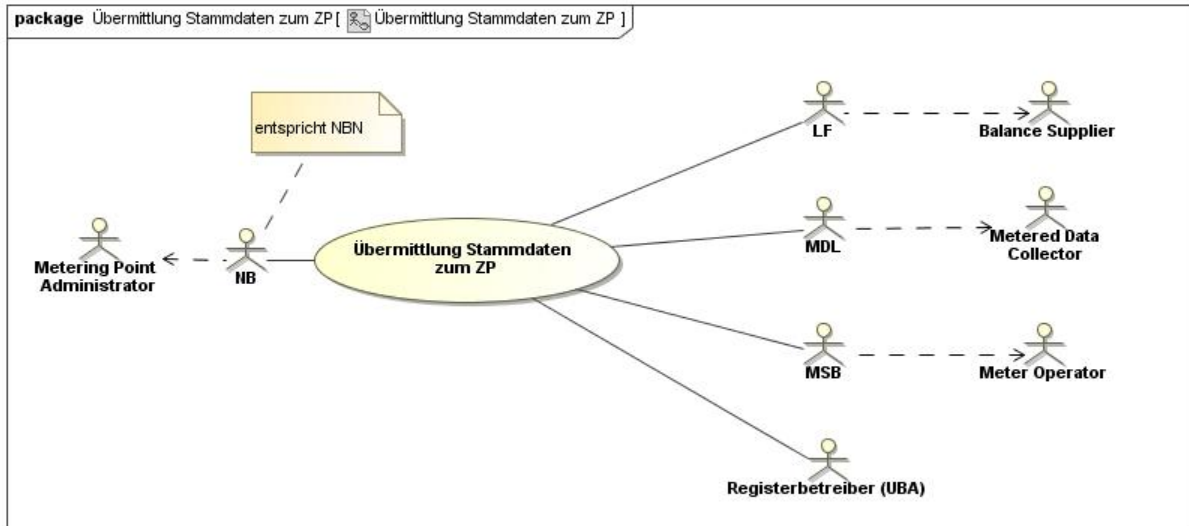 package Übermittlung Stammdaten zum ZP [ Übermittlung Stammdaten zum ZP ]
entspricht NBN
LF
Balance Supplier
Metering Point
Administrator
NB
Übermittlung Stammdaten
zum ZP
MDL
Metered Data
Collector
MSB
Meter Operator
Registerbetreiber (UBA)